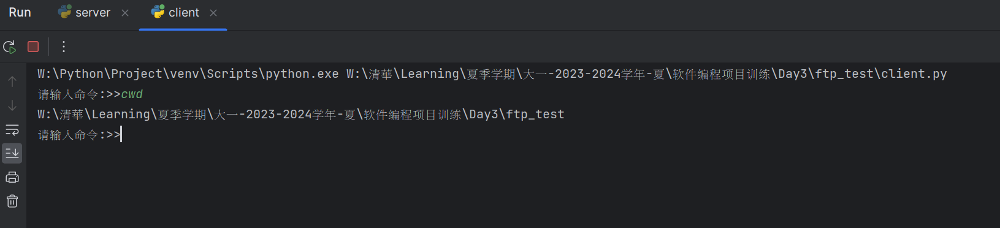 Run server client
W:\Python\Project\venv\Scripts\python.exe W:\清華\Learning\夏季学期\大一-2023-2024学年-夏\软件编程项目训练\Day3\ftp_test\client.py
请输入命令:>>cwd
W:\清華\Learning\夏季学期\大一-2023-2024学年-夏\软件编程项目训练\Day3\ftp_test
请输入命令:>>